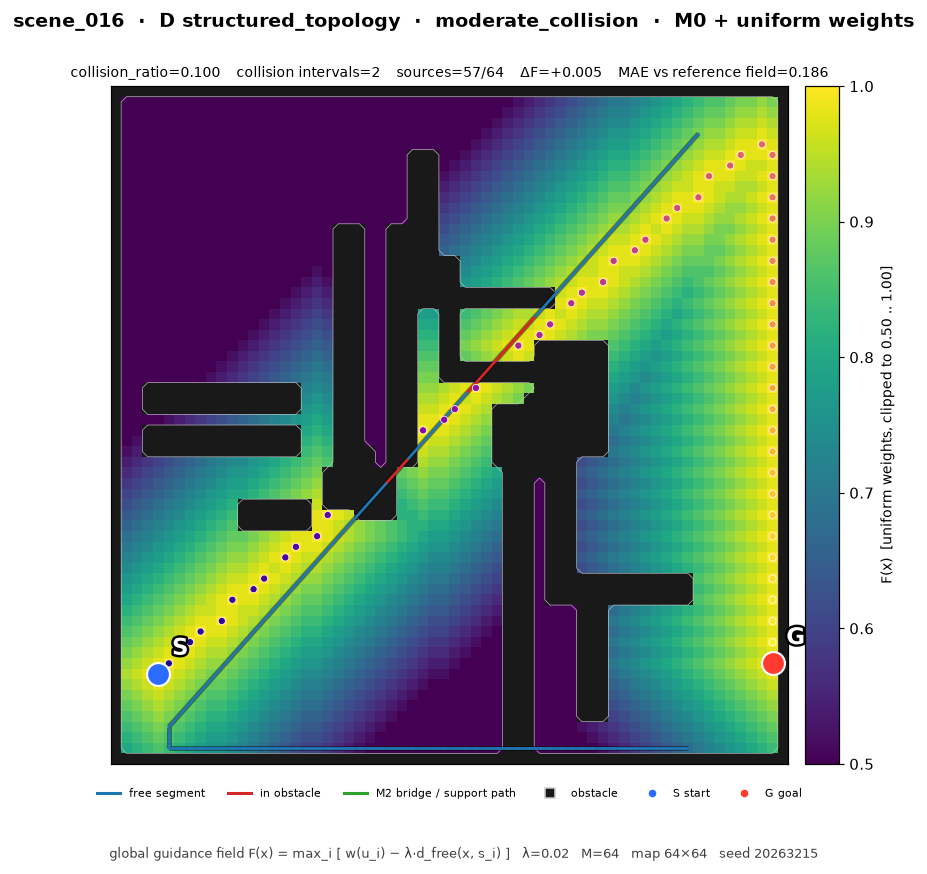 scene_016 · D structured_topology · moderate_collision · M0 + uniform weights
collision_ratio=0.100 collision intervals=2 sources=57/64 ΔF=+0.005 MAE vs reference field=0.186
1.0
0.9
0.8
0.7
0.6
0.5
F(x) [uniform weights, clipped to 0.50 .. 1.00]
S
G
free segment
in obstacle
M2 bridge / support path
obstacle
S start
G goal
global guidance field F(x) = max_i [ w(u_i) − λ·d_free(x, s_i) ] λ=0.02 M=64 map 64×64 seed 20263215